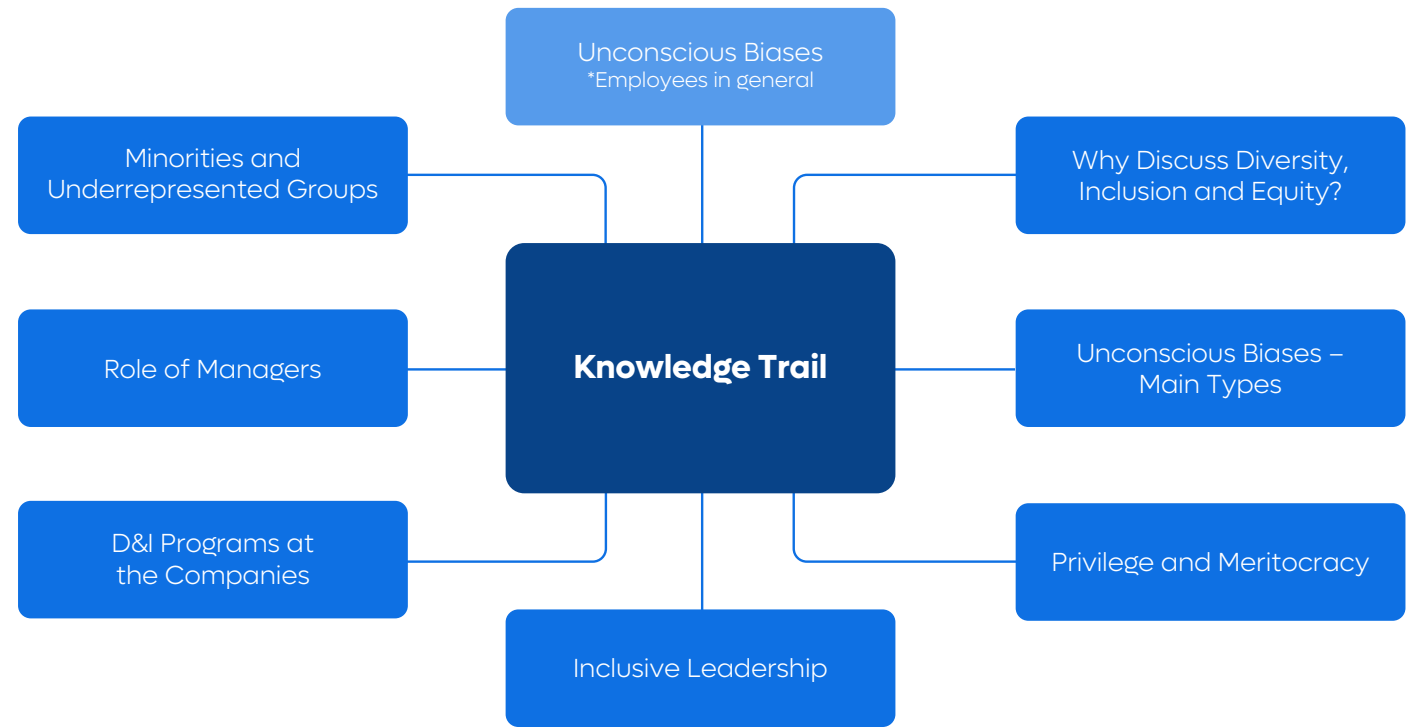 Unconscious Biases
*Employees in general
Minorities and
Underrepresented Groups
Why Discuss Diversity,
Inclusion and Equity?
Role of Managers
Knowledge Trail
Unconscious Biases –
Main Types
D&I Programs at
the Companies
Privilege and Meritocracy
Inclusive Leadership